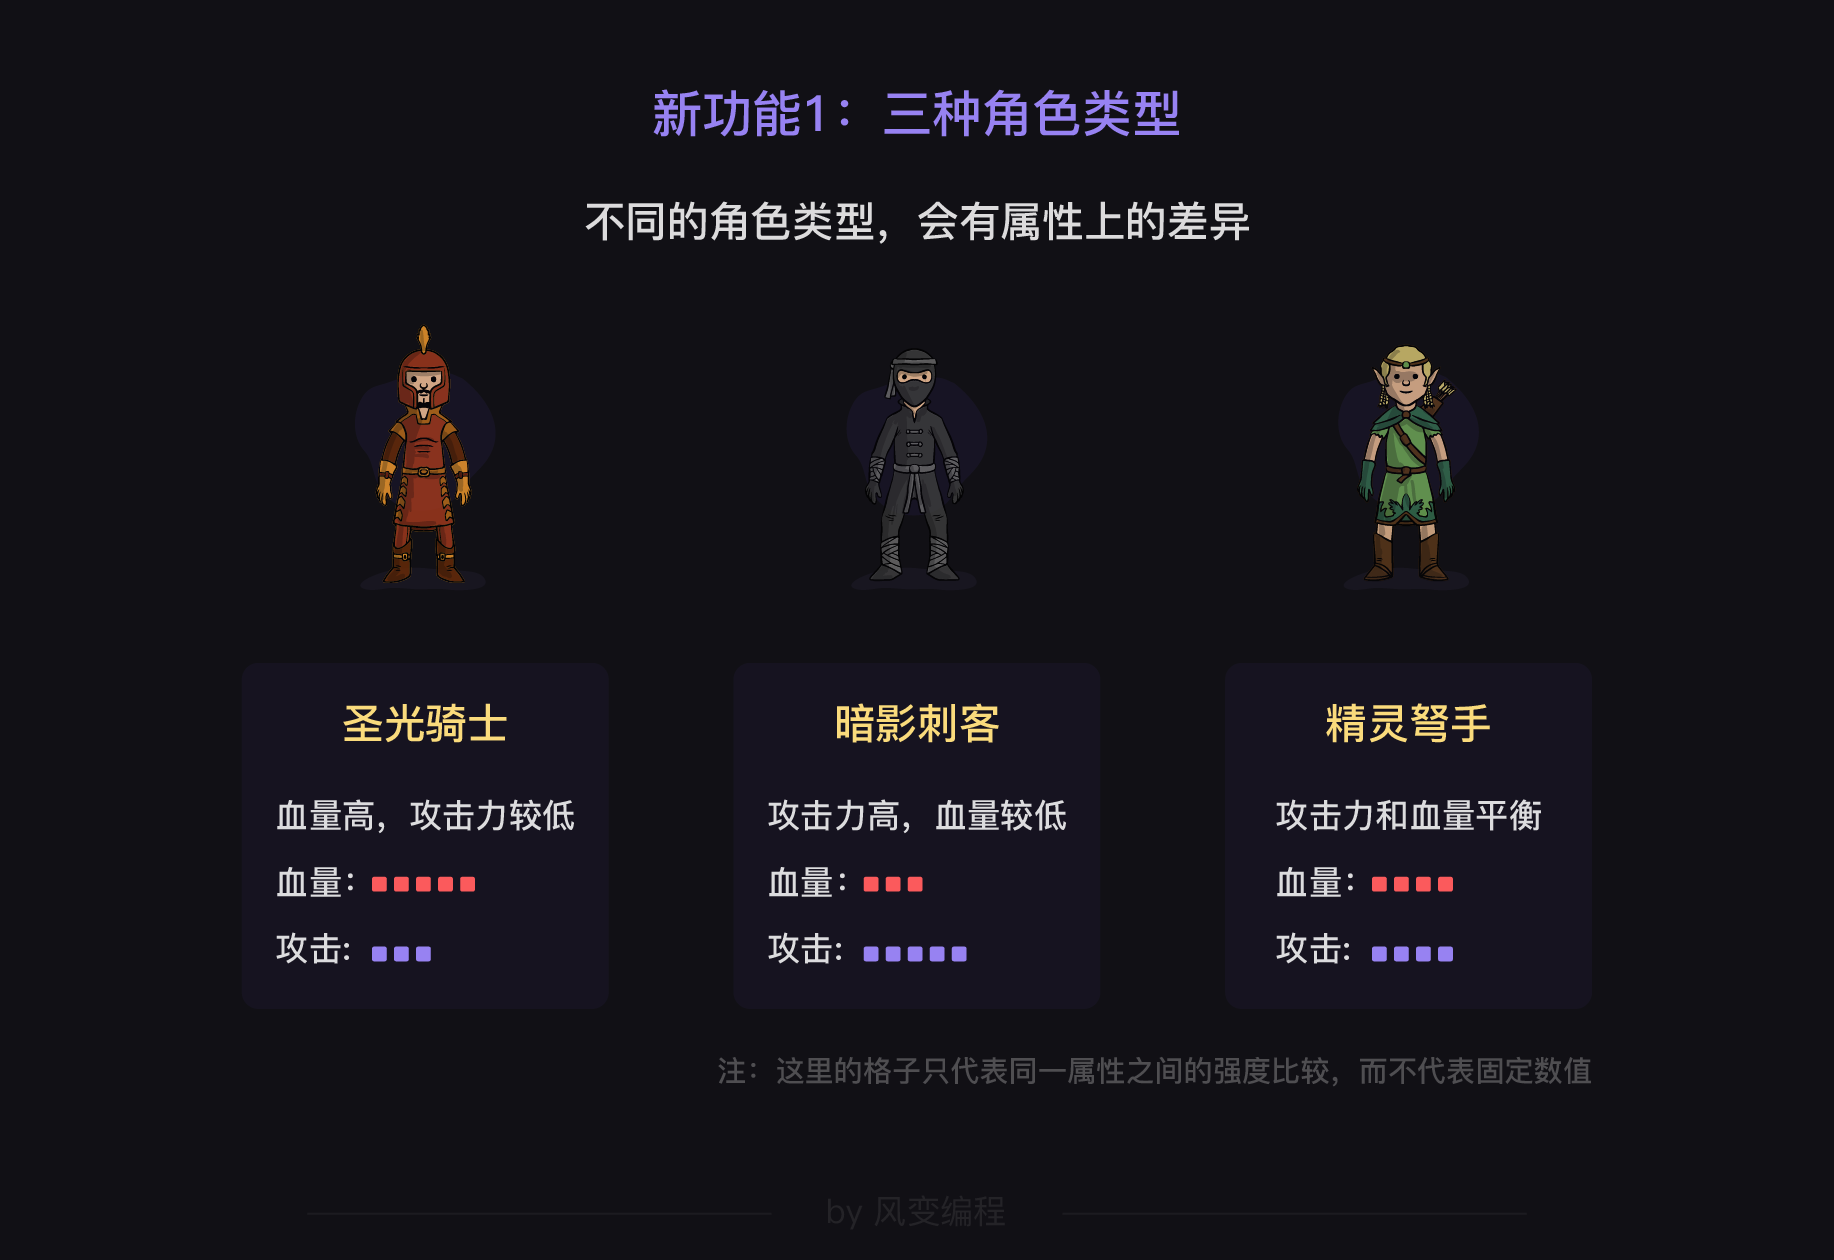 新功能1：三种角色类型
不同的角色类型，会有属性上的差异
圣光骑士
血量高，攻击力较低
血量：
攻击：
暗影刺客
攻击力高，血量较低
血量：
攻击：
精灵弩手
攻击力和血量平衡
血量：
攻击：
注：这里的格子只代表同一属性之间的强度比较，而不代表固定数值
by 风变编程